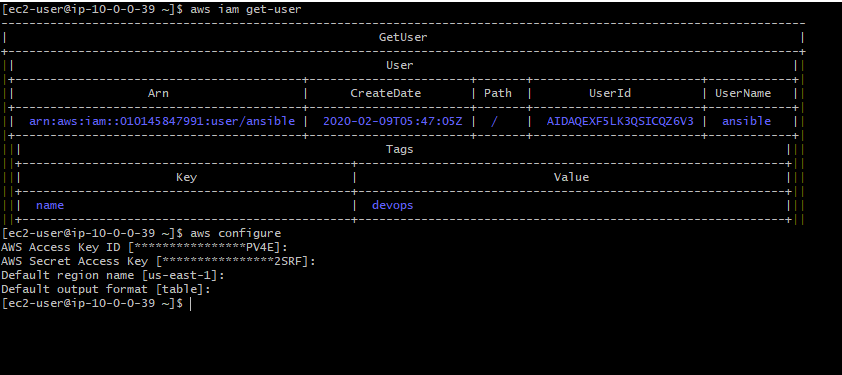 [ec2-user@ip-10-0-0-39 ~]$ aws iam get-user
GetUser
User
Arn | CreateDate | Path | UserId | UserName
arn:aws:iam::010145847991:user/ansible | 2020-02-09T05:47:05Z | / | AIDAQEXF5LK3QSICQZ6V3 | ansible
Tags
Key | Value
name | devops
[ec2-user@ip-10-0-0-39 ~]$ aws configure
AWS Access Key ID [****************PV4E]:
AWS Secret Access Key [****************2SRF]:
Default region name [us-east-1]:
Default output format [table]:
[ec2-user@ip-10-0-0-39 ~]$